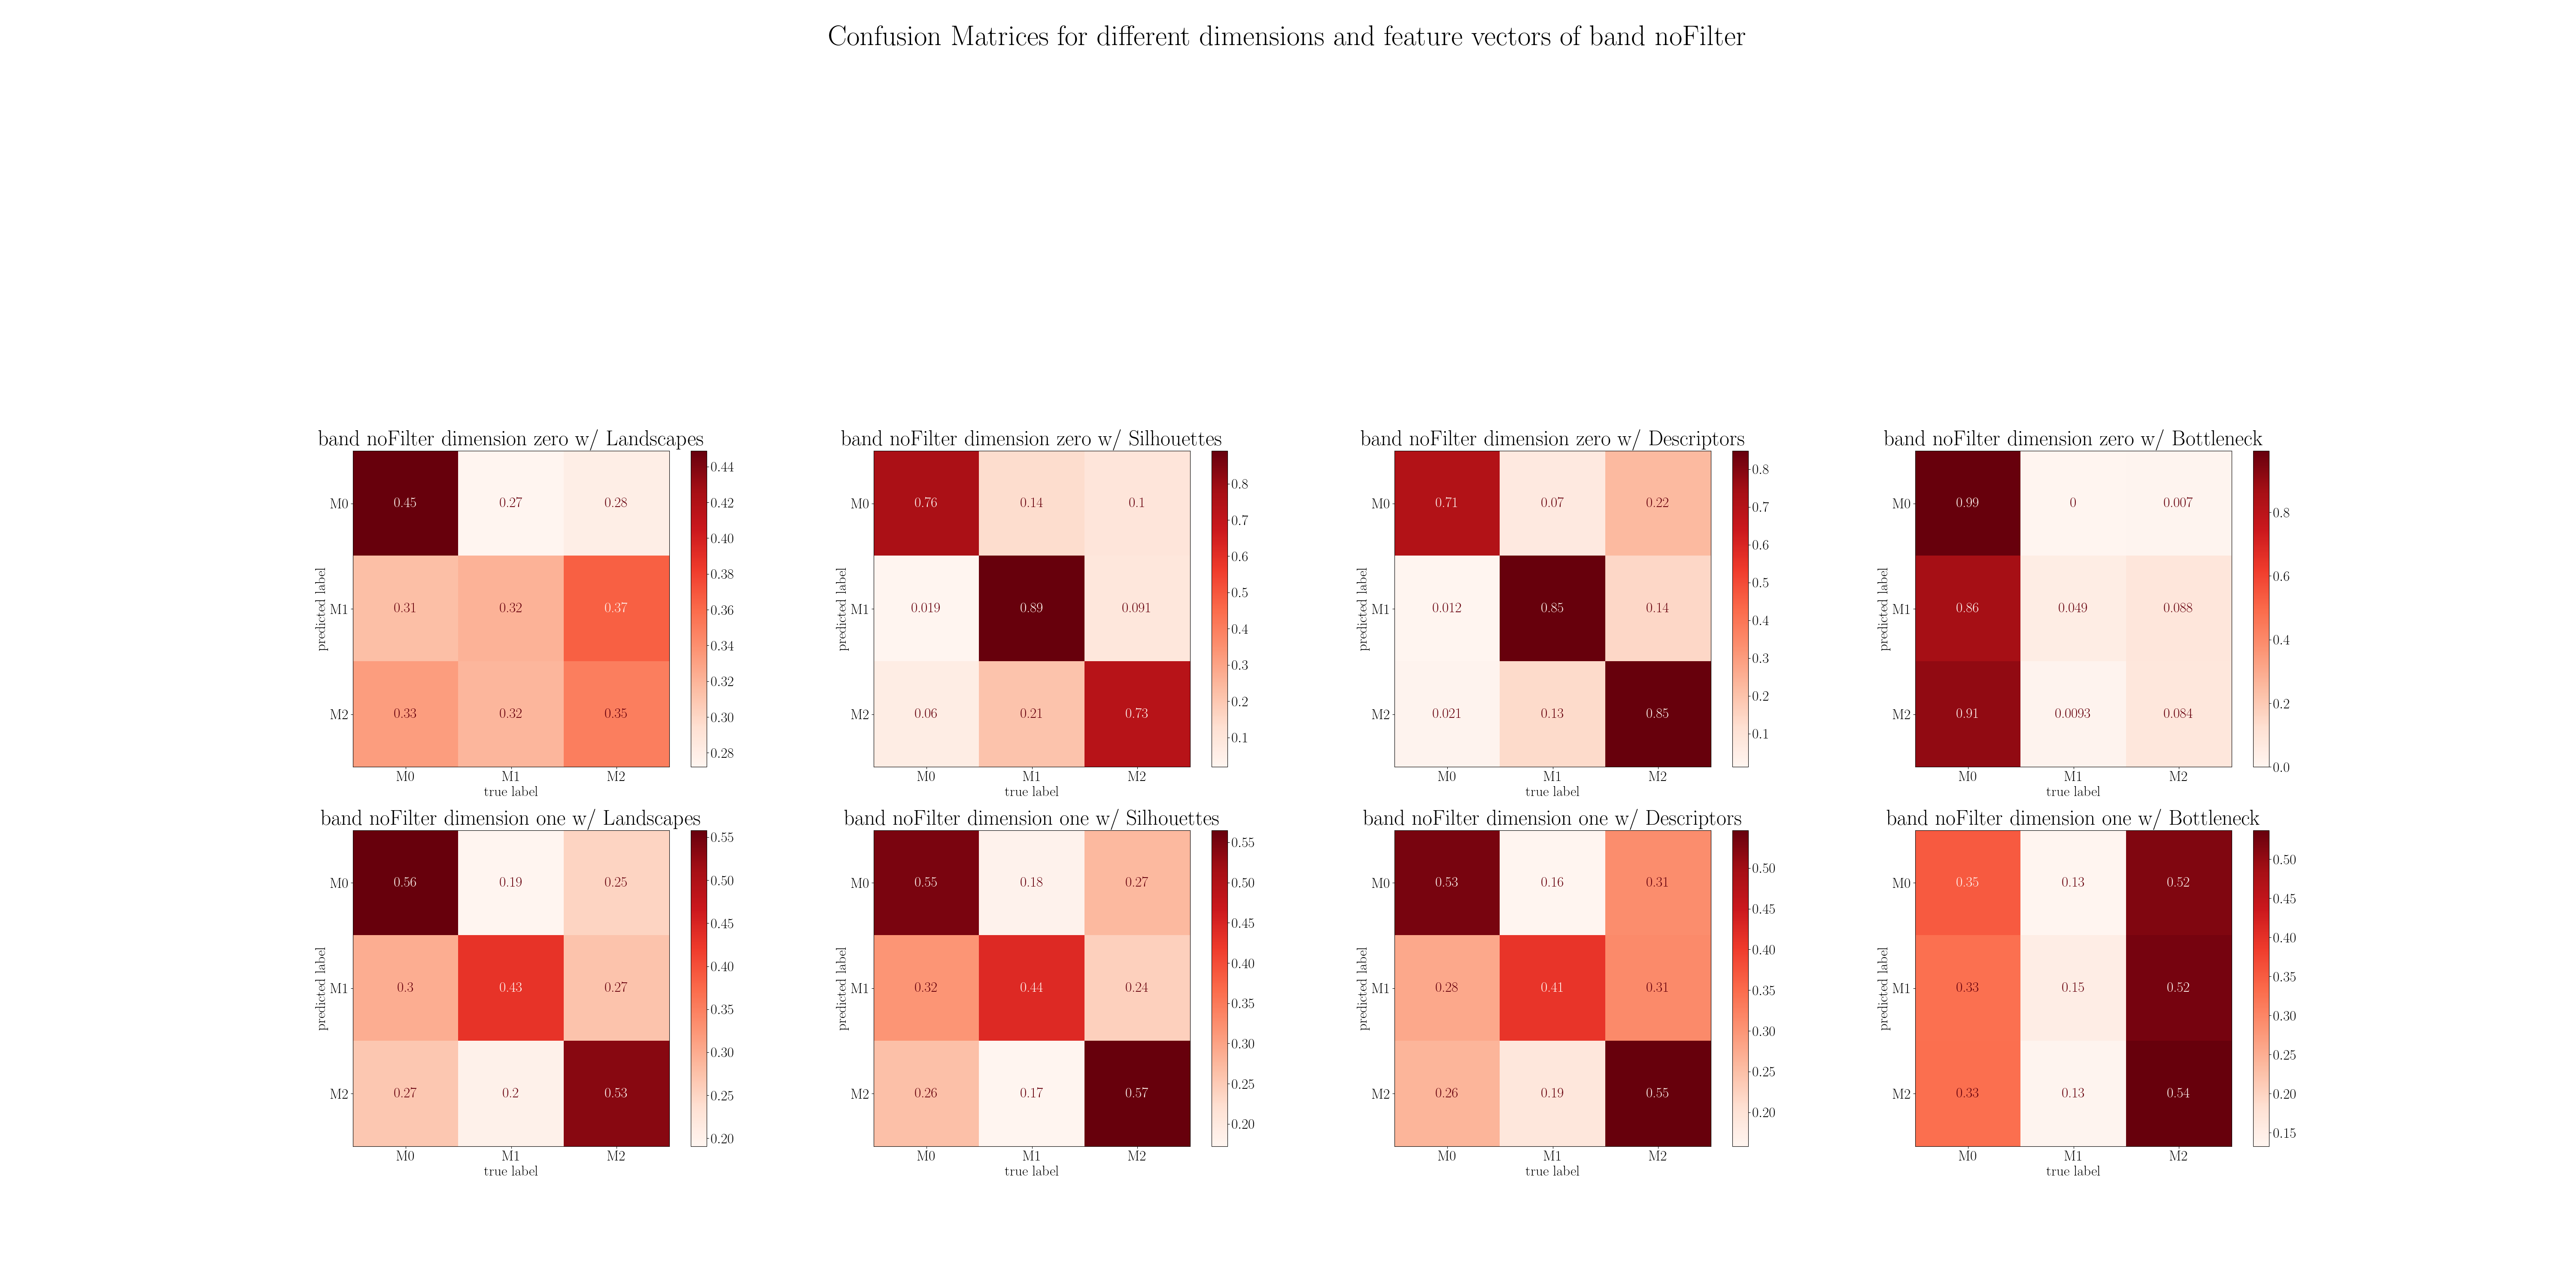 Confusion Matrices for different dimensions and feature vectors of band noFilter
band noFilter dimension zero w/ Landscapes
predicted label
M0 0.45 0.27 0.28
M1 0.31 0.32 0.37
M2 0.33 0.32 0.35
M0 M1 M2
true label
0.44
0.42
0.40
0.38
0.36
0.34
0.32
0.30
0.28
band noFilter dimension zero w/ Silhouettes
predicted label
M0 0.76 0.14 0.1
M1 0.019 0.89 0.091
M2 0.06 0.21 0.73
M0 M1 M2
true label
0.8
0.7
0.6
0.5
0.4
0.3
0.2
0.1
band noFilter dimension zero w/ Descriptors
predicted label
M0 0.71 0.07 0.22
M1 0.012 0.85 0.14
M2 0.021 0.13 0.85
M0 M1 M2
true label
0.8
0.7
0.6
0.5
0.4
0.3
0.2
0.1
band noFilter dimension zero w/ Bottleneck
predicted label
M0 0.99 0 0.007
M1 0.86 0.049 0.088
M2 0.91 0.0093 0.084
M0 M1 M2
true label
0.8
0.6
0.4
0.2
0.0
band noFilter dimension one w/ Landscapes
predicted label
M0 0.56 0.19 0.25
M1 0.3 0.43 0.27
M2 0.27 0.2 0.53
M0 M1 M2
true label
0.55
0.50
0.45
0.40
0.35
0.30
0.25
0.20
band noFilter dimension one w/ Silhouettes
predicted label
M0 0.55 0.18 0.27
M1 0.32 0.44 0.24
M2 0.26 0.17 0.57
M0 M1 M2
true label
0.55
0.50
0.45
0.40
0.35
0.30
0.25
0.20
band noFilter dimension one w/ Descriptors
predicted label
M0 0.53 0.16 0.31
M1 0.28 0.41 0.31
M2 0.26 0.19 0.55
M0 M1 M2
true label
0.50
0.45
0.40
0.35
0.30
0.25
0.20
band noFilter dimension one w/ Bottleneck
predicted label
M0 0.35 0.13 0.52
M1 0.33 0.15 0.52
M2 0.33 0.13 0.54
M0 M1 M2
true label
0.50
0.45
0.40
0.35
0.30
0.25
0.20
0.15